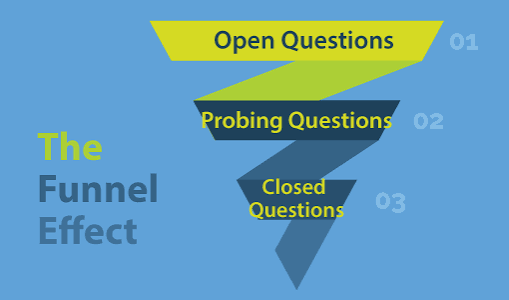 Open Questions 01
Probing Questions 02
The
Funnel
Effect
Closed
Questions
03